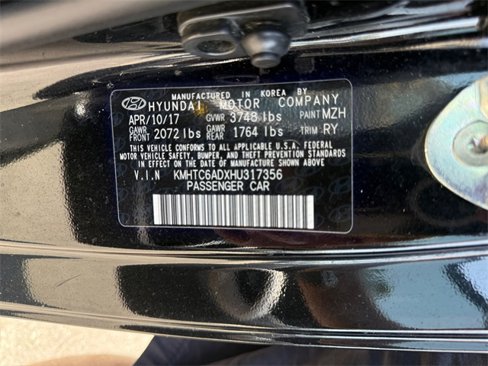 MANUFACTURED IN KOREA BY
HYUNDAI MOTOR COMPANY
APR/10/17 GVWR 3748 lbs PAINT MZH
GAWR FRONT 2072 lbs GAWR REAR 1764 lbs TRIM RY
THIS VEHICLE CONFORMS TO ALL APPLICABLE U.S.A. FEDERAL
MOTOR VEHICLE SAFETY, BUMPER, AND THEFT PREVENTION STANDARDS
IN EFFECT ON THE DATE OF MANUFACTURE SHOWN ABOVE.
V.I.N KMHTC6ADXHU317356
PASSENGER CAR